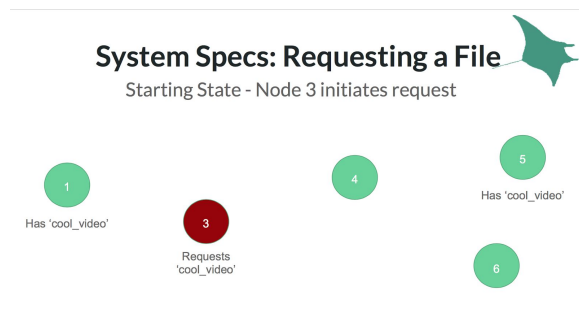 System Specs: Requesting a File
Starting State - Node 3 initiates request
1
Has ‘cool_video’
3
Requests
‘cool_video’
4
5
Has ‘cool_video’
6